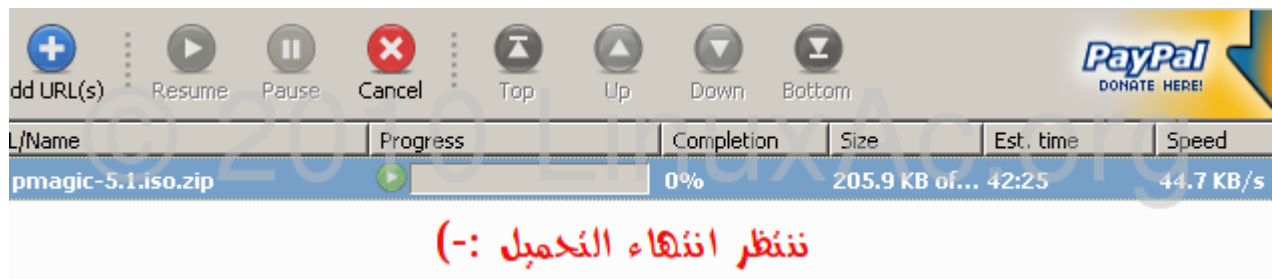 PayPal
DONATE HERE!
dd URL(s) Resume Pause Cancel Top Up Down Bottom
© 2010 LinuxAc.org
L/Name Progress Completion Size Est. time Speed
pmagic-5.1.iso.zip 0% 205.9 KB of... 42:25 44.7 KB/s
ننتظر انتهاء التحميل :-)